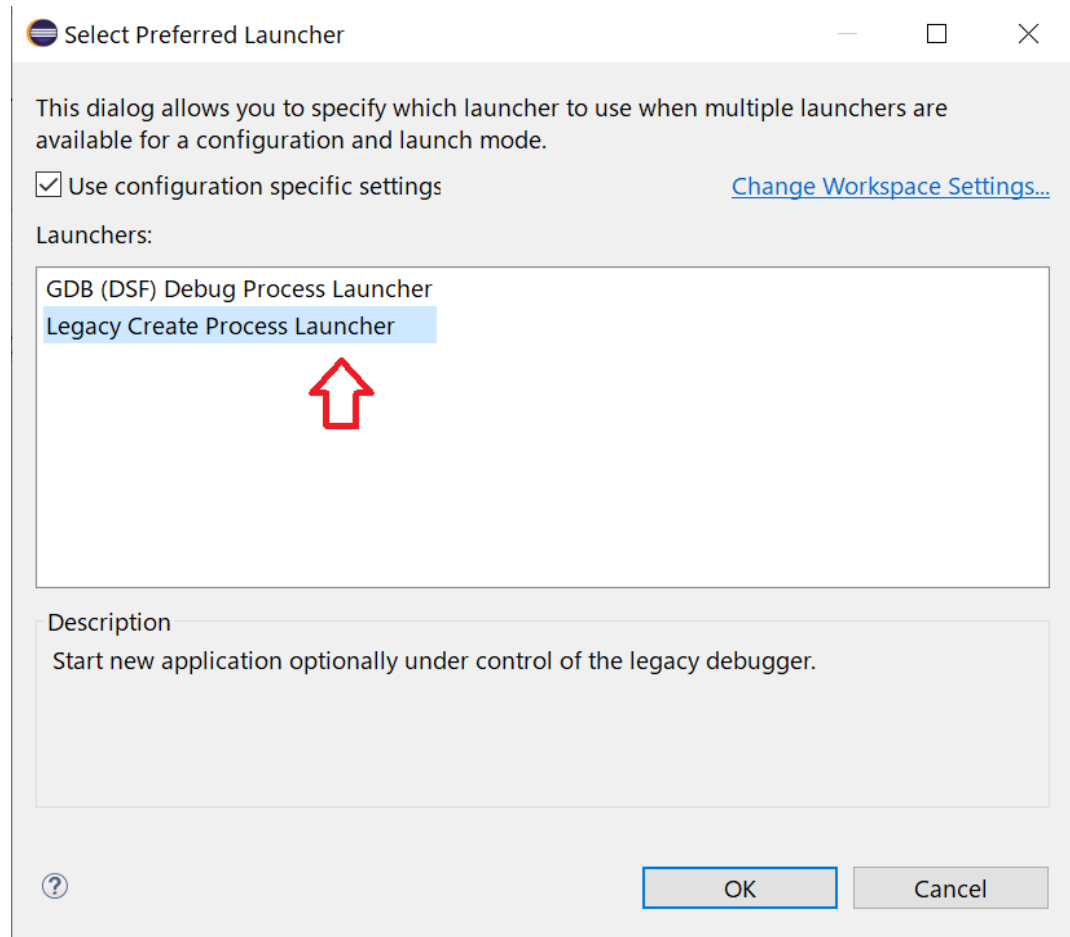 Select Preferred Launcher
This dialog allows you to specify which launcher to use when multiple launchers are
available for a configuration and launch mode.
Use configuration specific settings
Change Workspace Settings...
Launchers:
GDB (DSF) Debug Process Launcher
Legacy Create Process Launcher
Description
Start new application optionally under control of the legacy debugger.
?
OK
Cancel